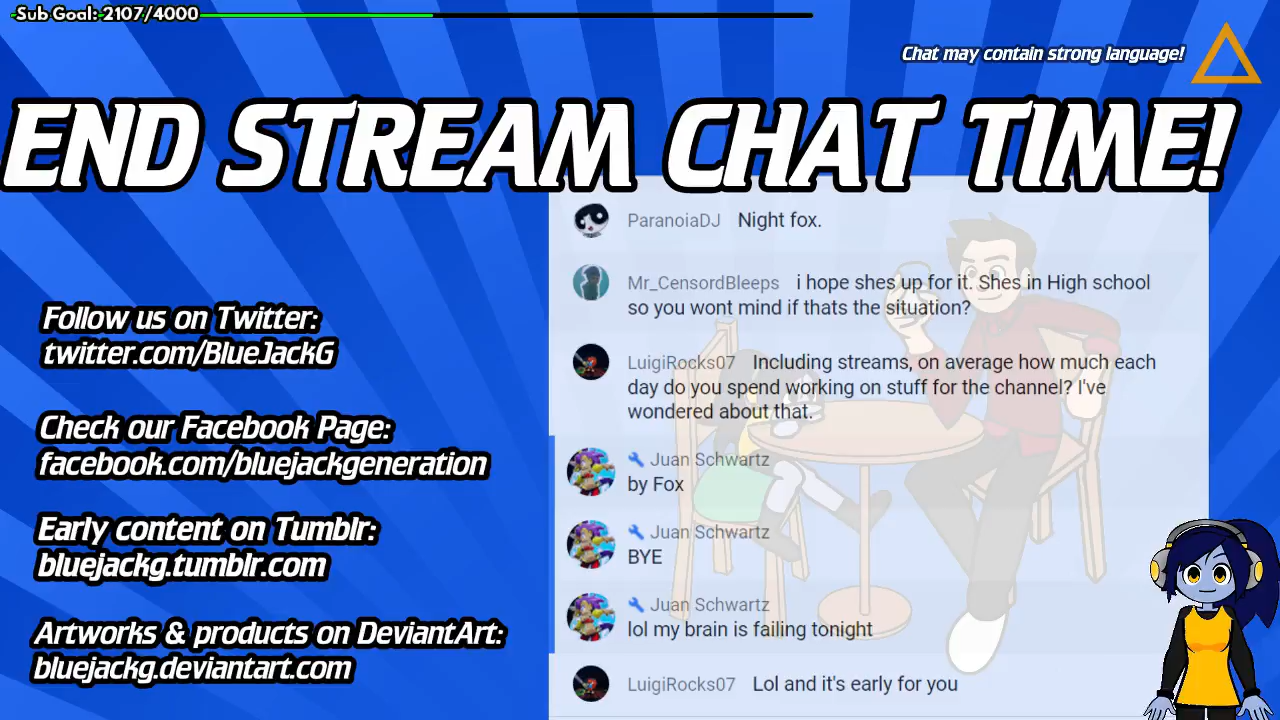 Sub Goal: 2107/4000
Chat may contain strong language!
END STREAM CHAT TIME!
Follow us on Twitter:
twitter.com/BlueJackG
Check our Facebook Page:
facebook.com/bluejackgeneration
Early content on Tumblr:
bluejackg.tumblr.com
Artworks & products on DeviantArt:
bluejackg.deviantart.com
ParanoiaDJ Night fox.
Mr_CensordBleeps i hope shes up for it. Shes in High school
so you wont mind if thats the situation?
LuigiRocks07 Including streams, on average how much each
day do you spend working on stuff for the channel? I've
wondered about that.
Juan Schwartz
by Fox
Juan Schwartz
BYE
Juan Schwartz
lol my brain is failing tonight
LuigiRocks07 Lol and it's early for you